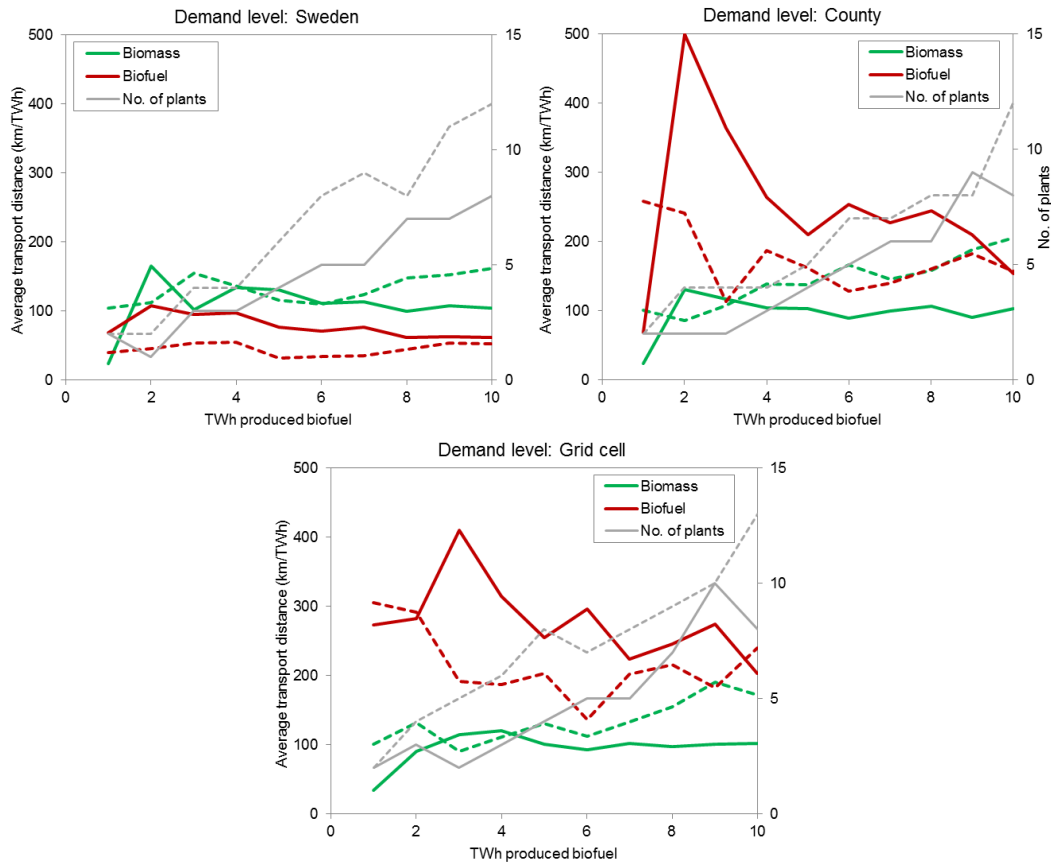 Demand level: Sweden
500
400
300
200
100
0
Average transport distance (km/TWh)
Biomass
Biofuel
No. of plants
15
10
5
0
0 2 4 6 8 10
TWh produced biofuel
Demand level: County
500
400
300
200
100
0
Average transport distance (km/TWh)
Biomass
Biofuel
No. of plants
15
10
5
0
No. of plants
0 2 4 6 8 10
TWh produced biofuel
Demand level: Grid cell
500
400
300
200
100
0
Average transport distance (km/TWh)
Biomass
Biofuel
No. of plants
15
10
5
0
0 2 4 6 8 10
TWh produced biofuel